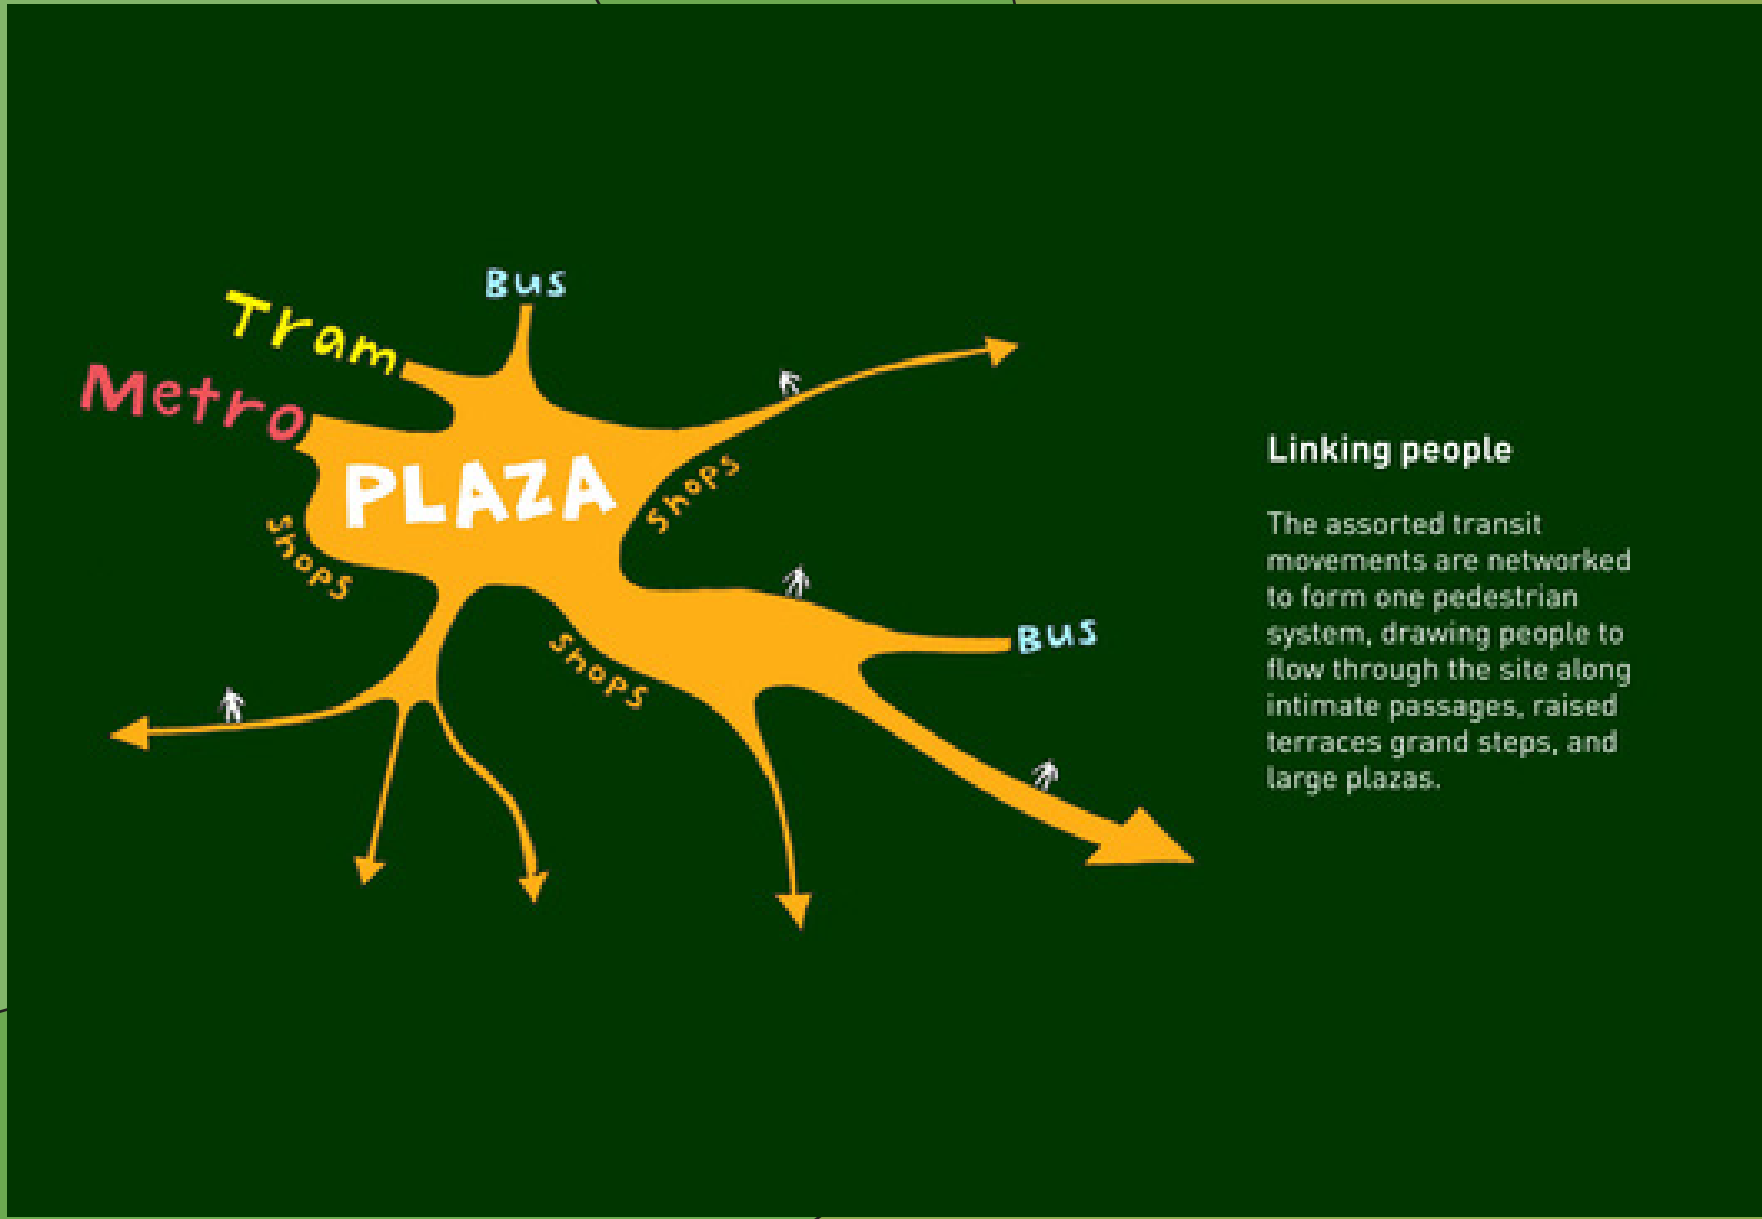 Bus
Tram
Metro
PLAZA
Shops
Shops
Shops
Bus
Linking people
The assorted transit
movements are networked
to form one pedestrian
system, drawing people to
flow through the site along
intimate passages, raised
terraces grand steps, and
large plazas.